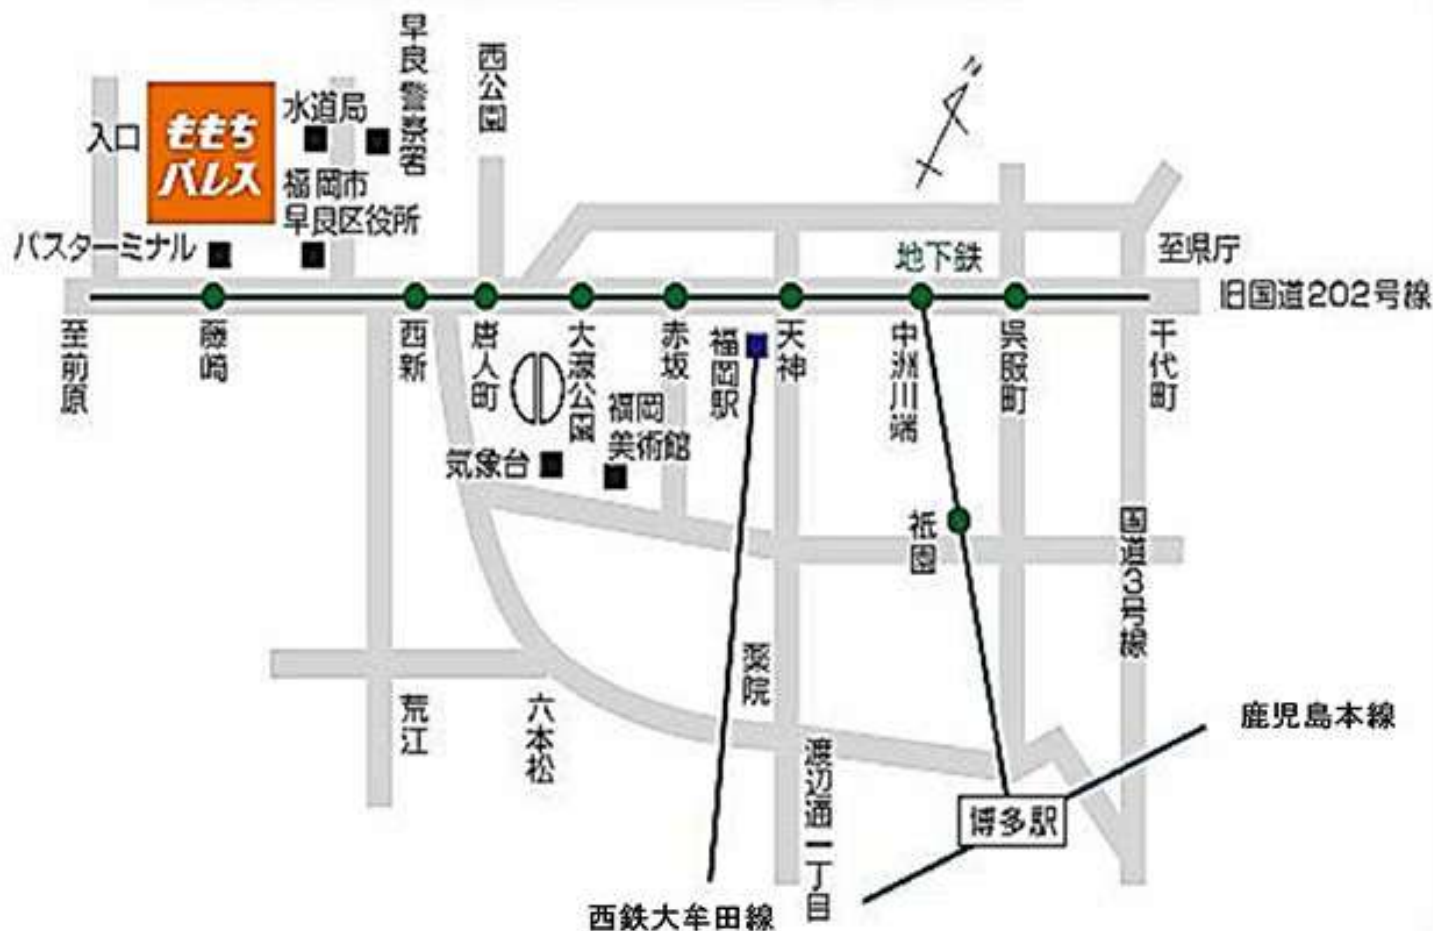 早良警察署
西公園
N
水道局
入口
ももち
パレス
福岡市
早良区役所
バスターミナル
地下鉄
至県庁
旧国道202号線
至前原
藤崎
西新
唐人町
大濠公園
赤坂
福岡駅
天神
中洲川端
呉服町
千代町
福岡
美術館
気象台
祇園
国道3号線
薬院
荒江
六本松
渡辺通一丁目
鹿児島本線
博多駅
西鉄大牟田線